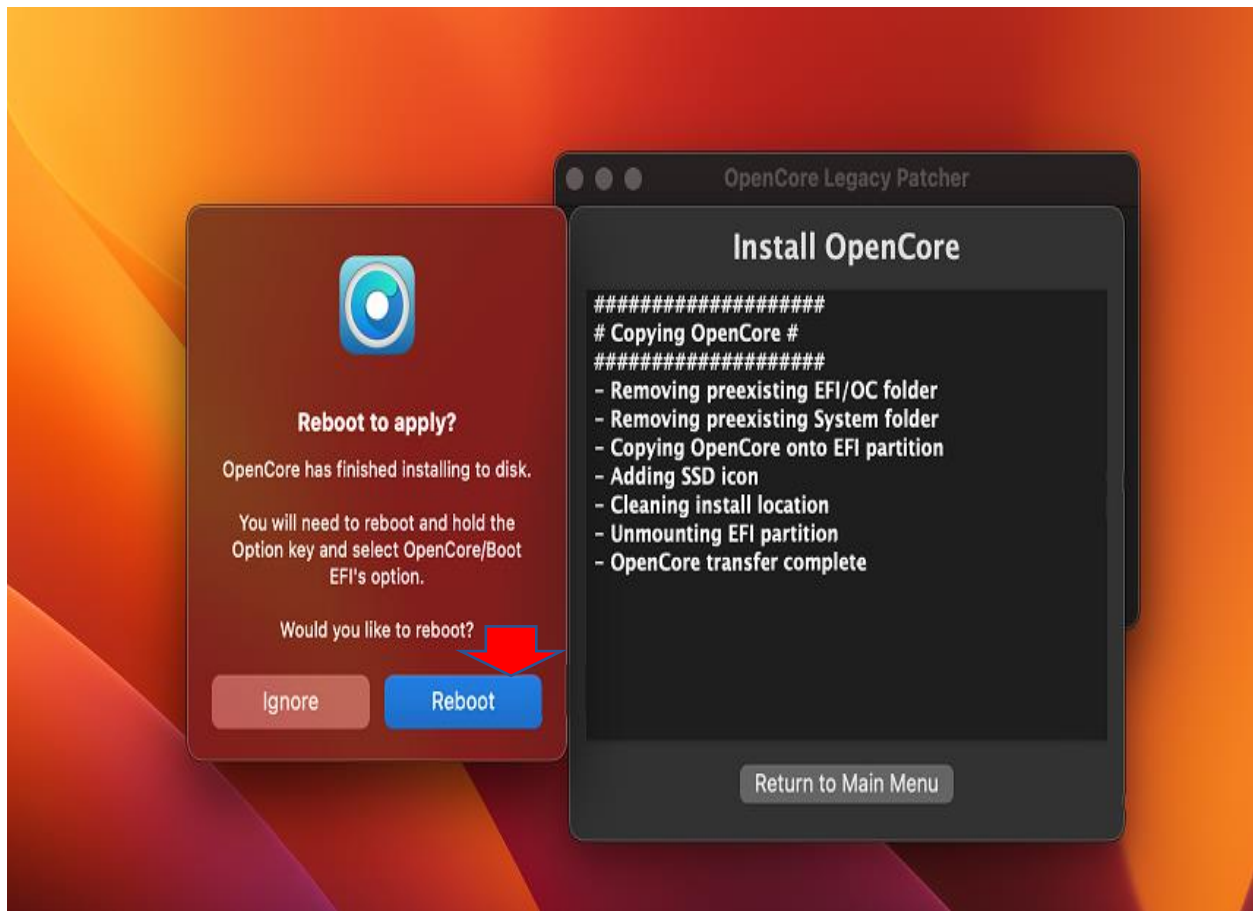 OpenCore Legacy Patcher
Install OpenCore
####################
# Copying OpenCore #
####################
– Removing preexisting EFI/OC folder
– Removing preexisting System folder
– Copying OpenCore onto EFI partition
– Adding SSD icon
– Cleaning install location
– Unmounting EFI partition
– OpenCore transfer complete
Return to Main Menu
Reboot to apply?
OpenCore has finished installing to disk.
You will need to reboot and hold the
Option key and select OpenCore/Boot
EFI's option.
Would you like to reboot?
Ignore
Reboot